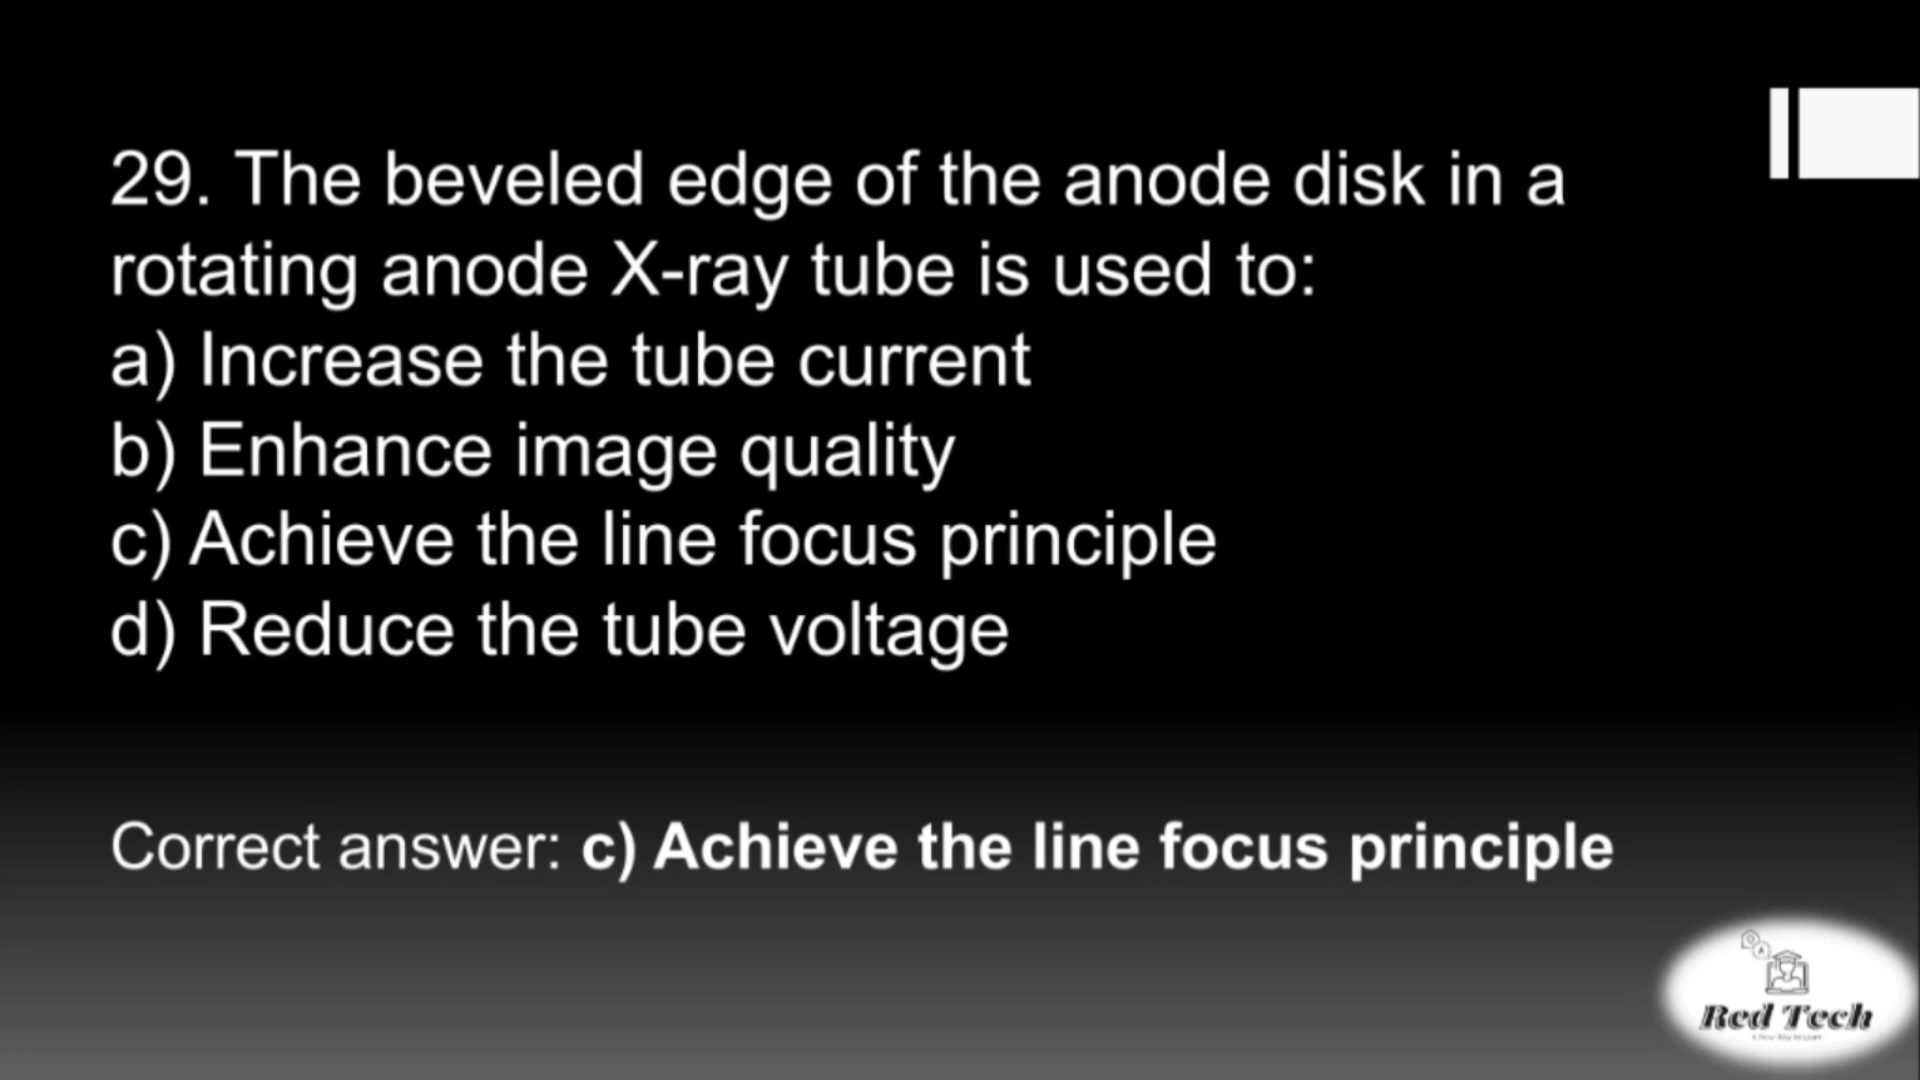 29. The beveled edge of the anode disk in a
rotating anode X-ray tube is used to:
a) Increase the tube current
b) Enhance image quality
c) Achieve the line focus principle
d) Reduce the tube voltage
Correct answer: c) Achieve the line focus principle
Q
A
Red Tech